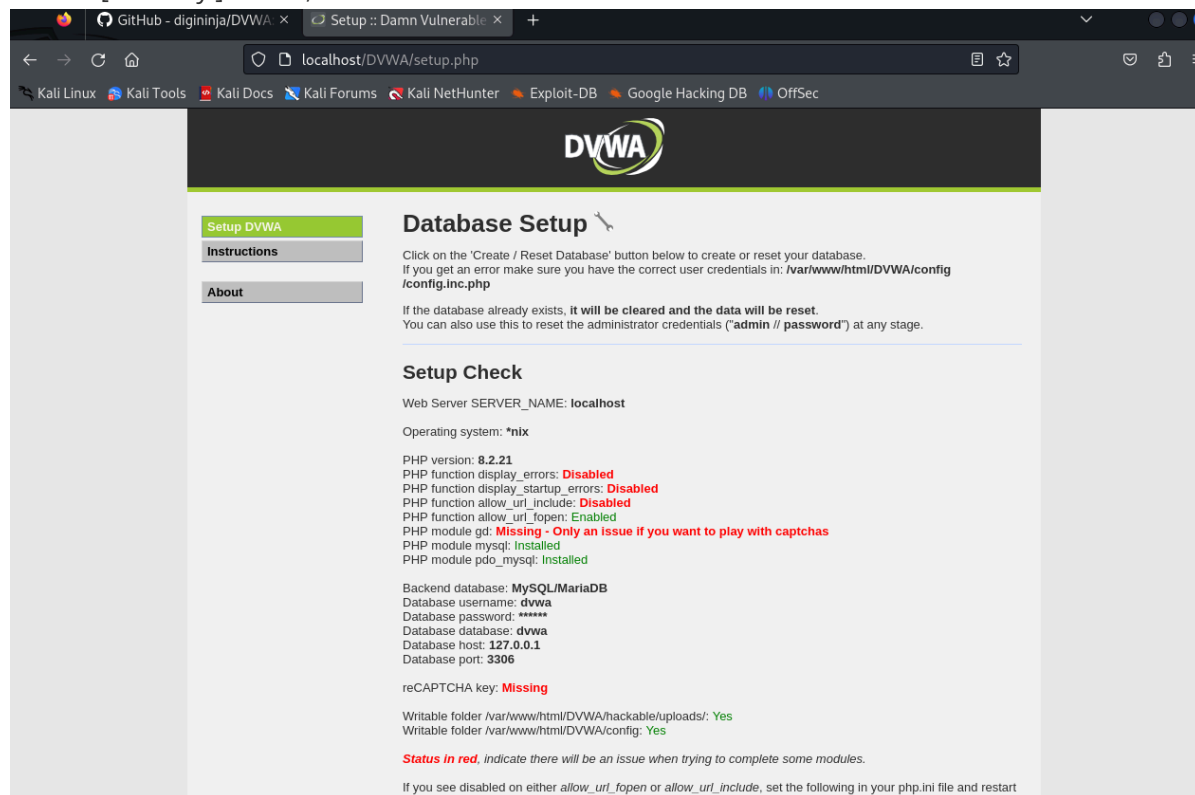 GitHub - digininja/DVWA:
Setup :: Damn Vulnerable
localhost/DVWA/setup.php
Kali Linux Kali Tools Kali Docs Kali Forums Kali NetHunter Exploit-DB Google Hacking DB OffSec
DVWA
Setup DVWA
Instructions
About
Database Setup
Click on the 'Create / Reset Database' button below to create or reset your database.
If you get an error make sure you have the correct user credentials in: /var/www/html/DVWA/config
/config.inc.php
If the database already exists, it will be cleared and the data will be reset.
You can also use this to reset the administrator credentials ("admin // password") at any stage.
Setup Check
Web Server SERVER_NAME: localhost
Operating system: *nix
PHP version: 8.2.21
PHP function display_errors: Disabled
PHP function display_startup_errors: Disabled
PHP function allow_url_include: Disabled
PHP function allow_url_fopen: Enabled
PHP module gd: Missing - Only an issue if you want to play with captchas
PHP module mysql: Installed
PHP module pdo_mysql: Installed
Backend database: MySQL/MariaDB
Database username: dvwa
Database password: ******
Database database: dvwa
Database host: 127.0.0.1
Database port: 3306
reCAPTCHA key: Missing
Writable folder /var/www/html/DVWA/hackable/uploads/: Yes
Writable folder /var/www/html/DVWA/config: Yes
Status in red, indicate there will be an issue when trying to complete some modules.
If you see disabled on either allow_url_fopen or allow_url_include, set the following in your php.ini file and restart